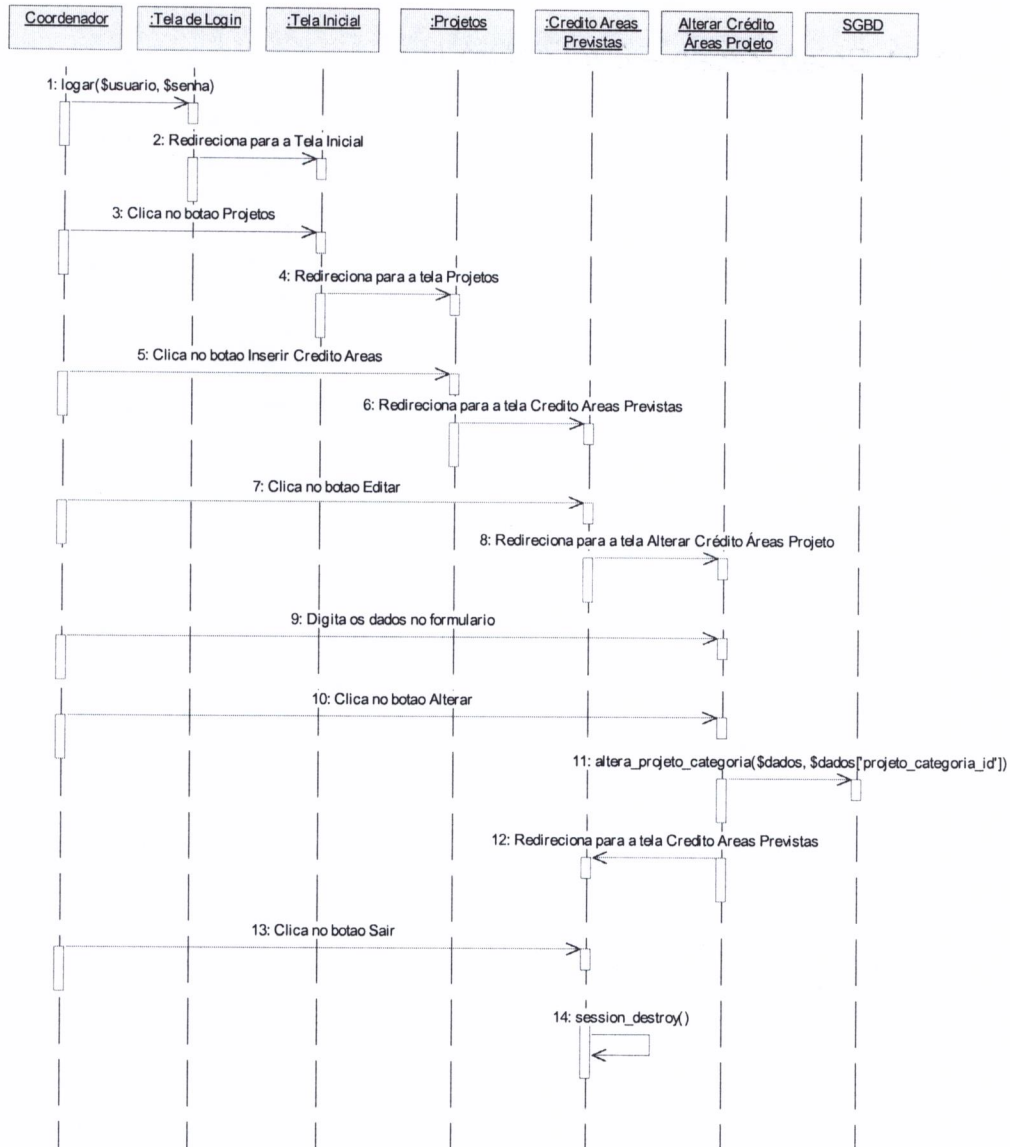 Coordenador
:Tela de Login
:Tela Inicial
:Projetos
:Credito Areas
Previstas
Alterar Crédito
Áreas Projeto
SGBD
1: logar($usuario, $senha)
2: Redireciona para a Tela Inicial
3: Clica no botao Projetos
4: Redireciona para a tela Projetos
5: Clica no botao Inserir Credito Areas
6: Redireciona para a tela Credito Areas Previstas
7: Clica no botao Editar
8: Redireciona para a tela Alterar Crédito Áreas Projeto
9: Digita os dados no formulario
10: Clica no botao Alterar
11: altera_projeto_categoria($dados, $dados['projeto_categoria_id'])
12: Redireciona para a tela Credito Areas Previstas
13: Clica no botao Sair
14: session_destroy()